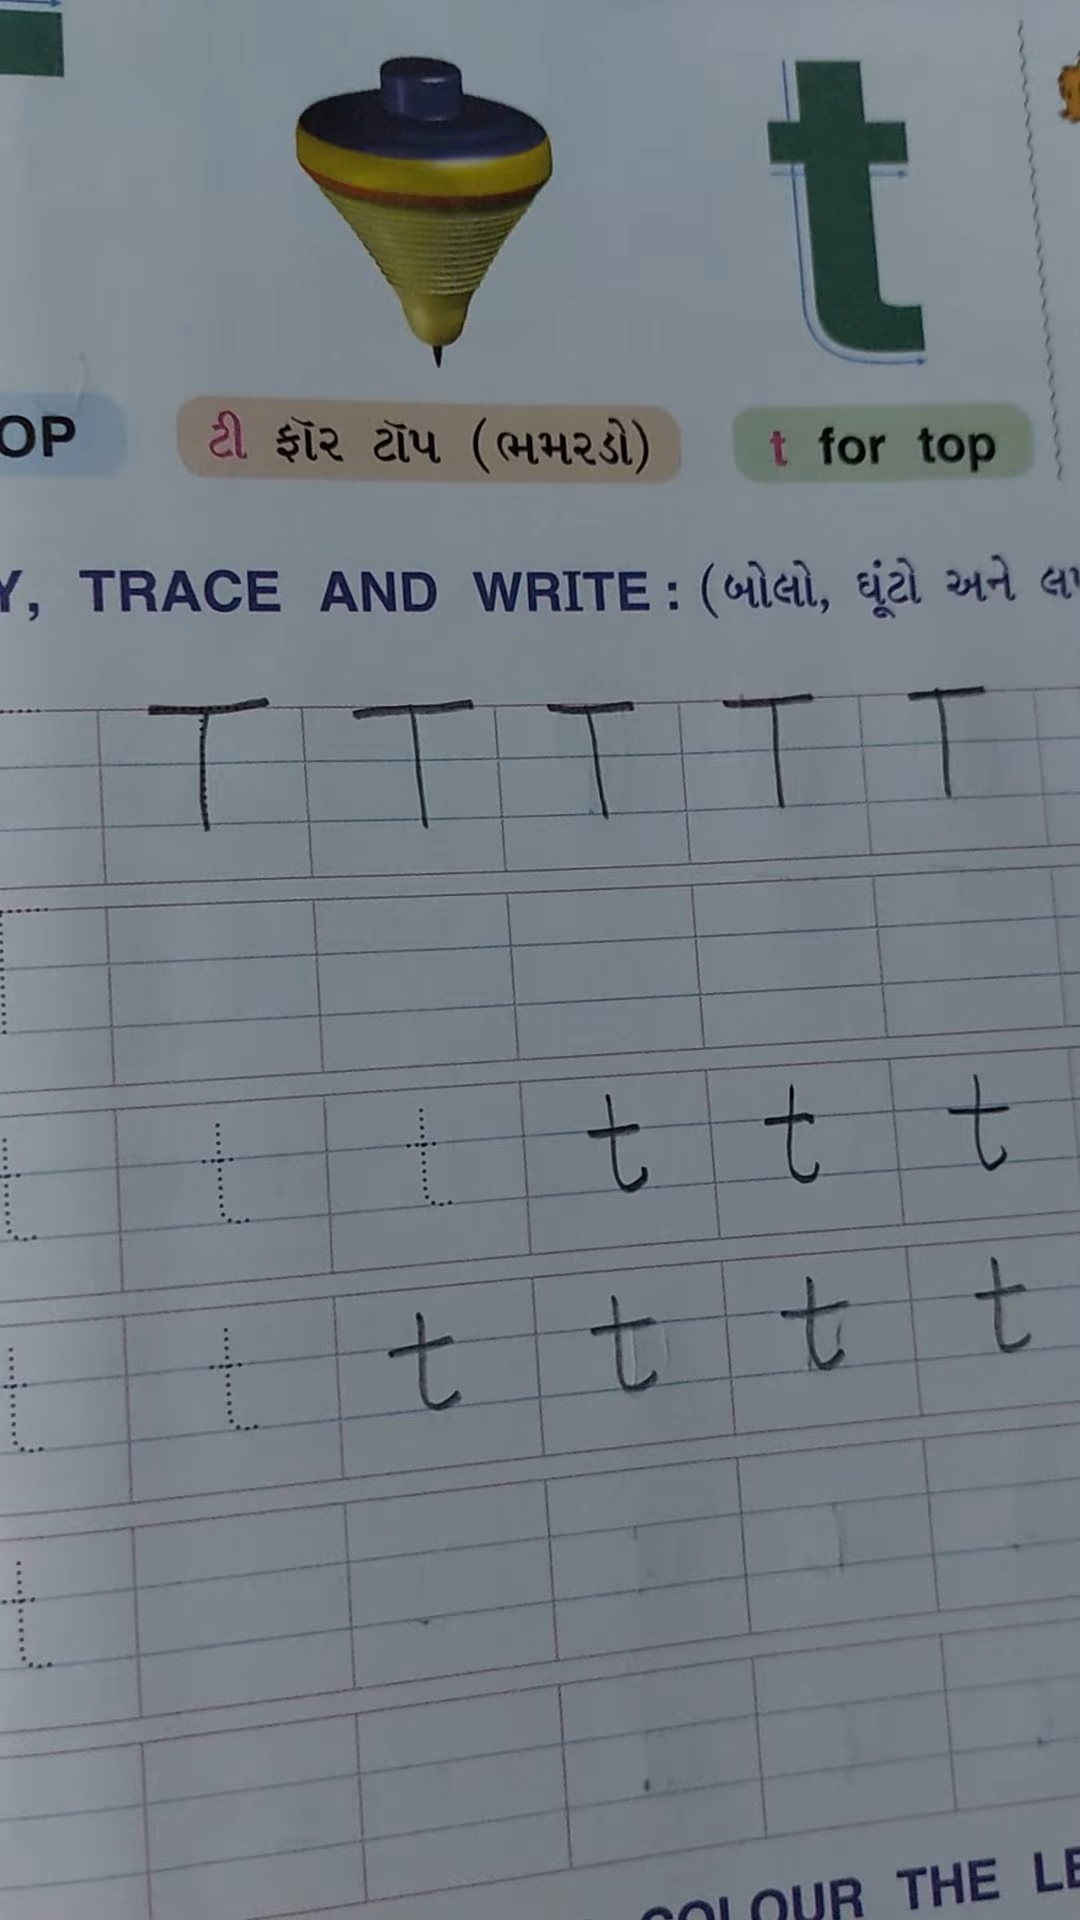 t
OP ટી ફૉર ટૉપ (ભમરડો) t for top
Y, TRACE AND WRITE : (બોલો, ઘૂંટો અને
T T T T T
t t t t t t
t t t t t t
t
COLOUR THE LE